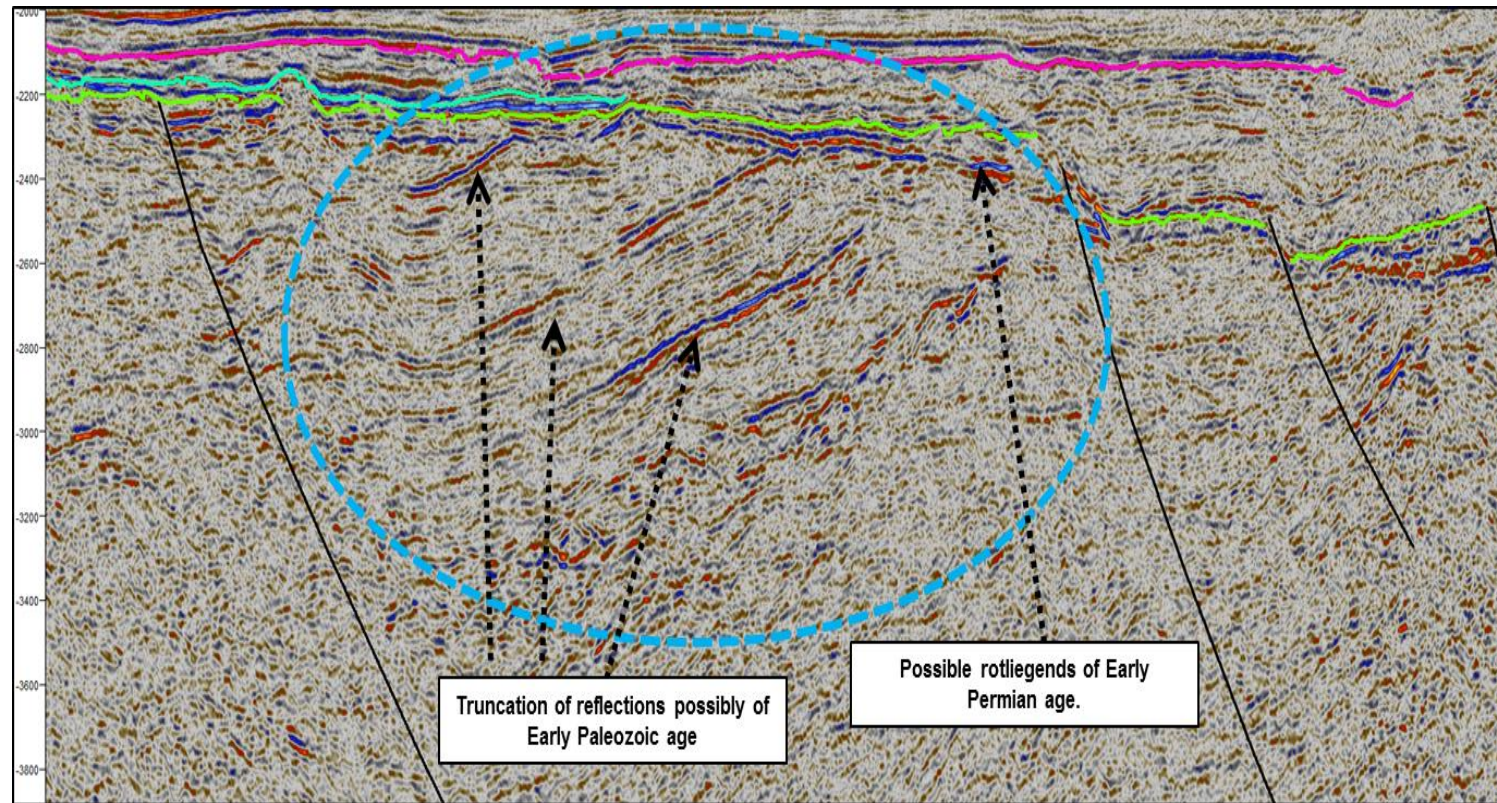 -2000
-2200
-2400
-2600
-2800
-3000
-3200
-3400
-3600
-3800
Truncation of reflections possibly of
Early Paleozoic age
Possible rotliegends of Early
Permian age.